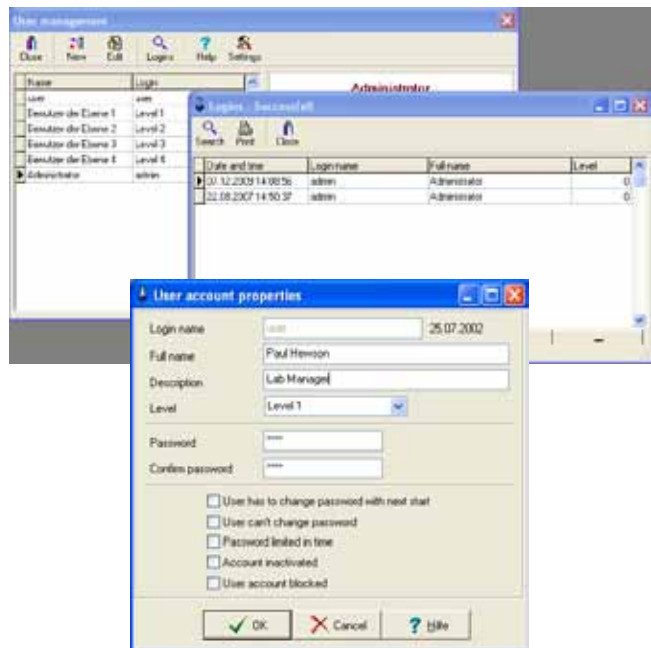 User management
Close New Edit Logins Help Settings
Name Login
user user
Benutzer der Ebene 1 Level 1
Benutzer der Ebene 2 Level 2
Benutzer der Ebene 3 Level 3
Benutzer der Ebene 4 Level 4
Administrator admin
Administrator
Logins - Successfull
Search Print Close
Date and time Login name Full name Level
07.12.2009 14:08:56 admin Administrator 0
22.08.2007 14:50:37 admin Administrator 0
User account properties
Login name user 25.07.2002
Full name Paul Hewson
Description Lab Manager
Level Level 1
Password ****
Confirm password ****
User has to change password with next start
User can't change password
Password limited in time
Account inactivated
User account blocked
OK Cancel Hilfe